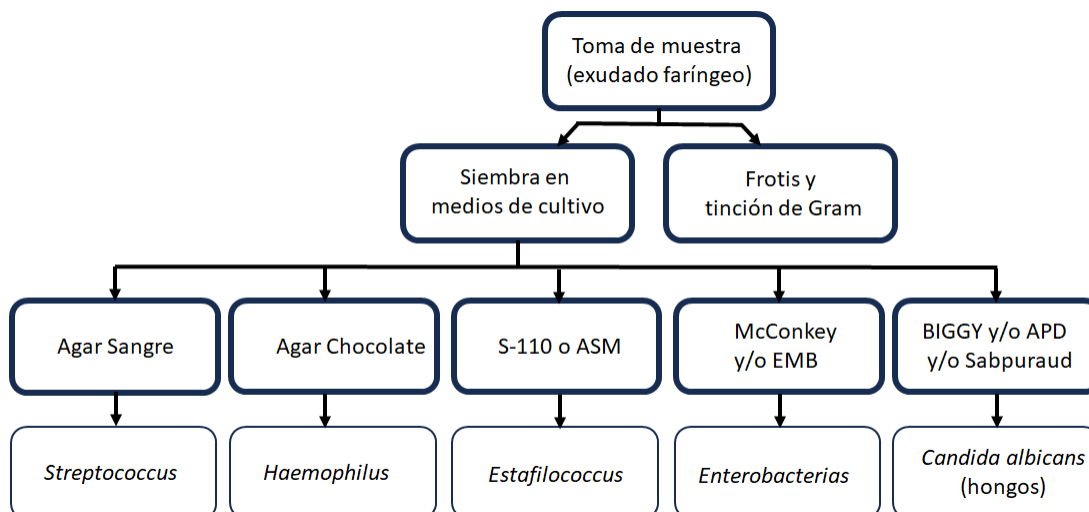 Toma de muestra
(exudado faríngeo)
Siembra en
medios de cultivo
Frotis y
tinción de Gram
Agar Sangre
Agar Chocolate
S-110 o ASM
McConkey
y/o EMB
BIGGY y/o APD
y/o Sabpuraud
Streptococcus
Haemophilus
Estafilococcus
Enterobacterias
Candida albicans
(hongos)